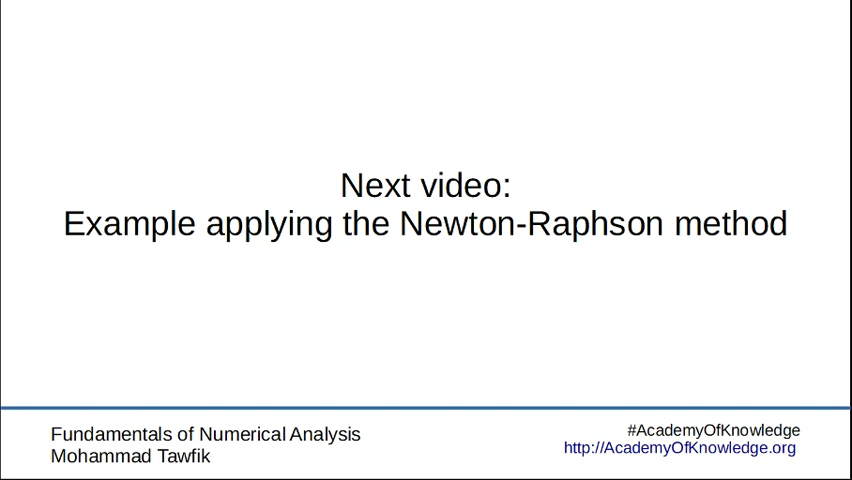 Next video:
Example applying the Newton-Raphson method
Fundamentals of Numerical Analysis
Mohammad Tawfik
#AcademyOfKnowledge
http://AcademyOfKnowledge.org